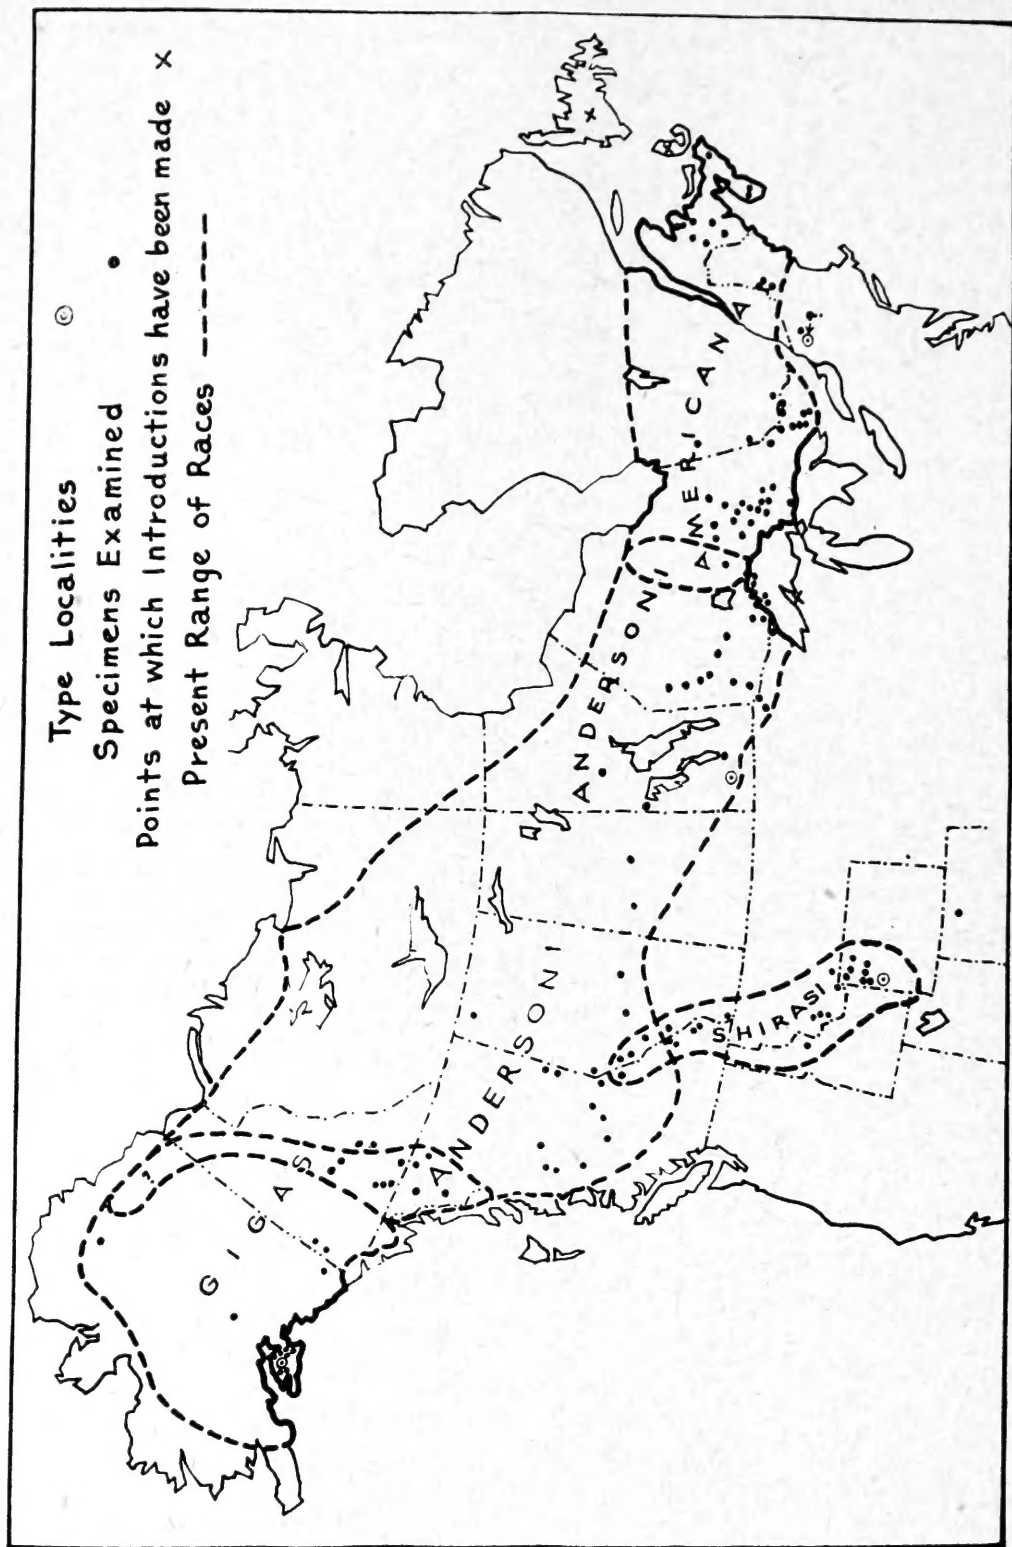 Type Localities
Specimens Examined
Points at which Introductions have been made x
Present Range of Races
GIGAS
ANDERSONI
ANDERSONI
AMERICANA
SHIRASI